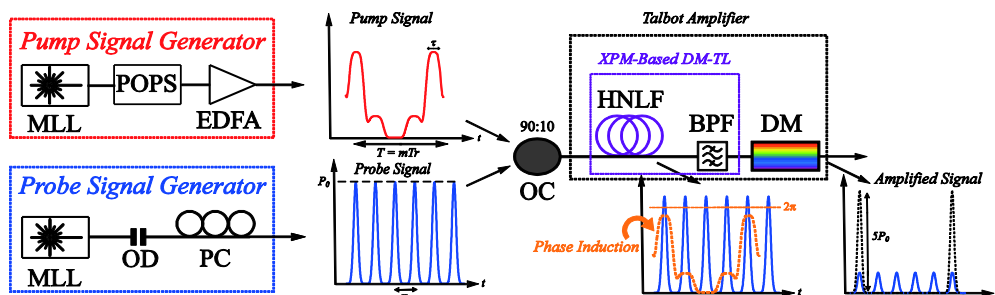 Pump Signal Generator
MLL
POPS
EDFA
Pump Signal
τ
t
T = mTr
Probe Signal Generator
MLL
OD
PC
Probe Signal
P₀
t
90:10
OC
Talbot Amplifier
XPM-Based DM-TL
HNLF
BPF
DM
2π
Phase Induction
t
Amplified Signal
5P₀
t